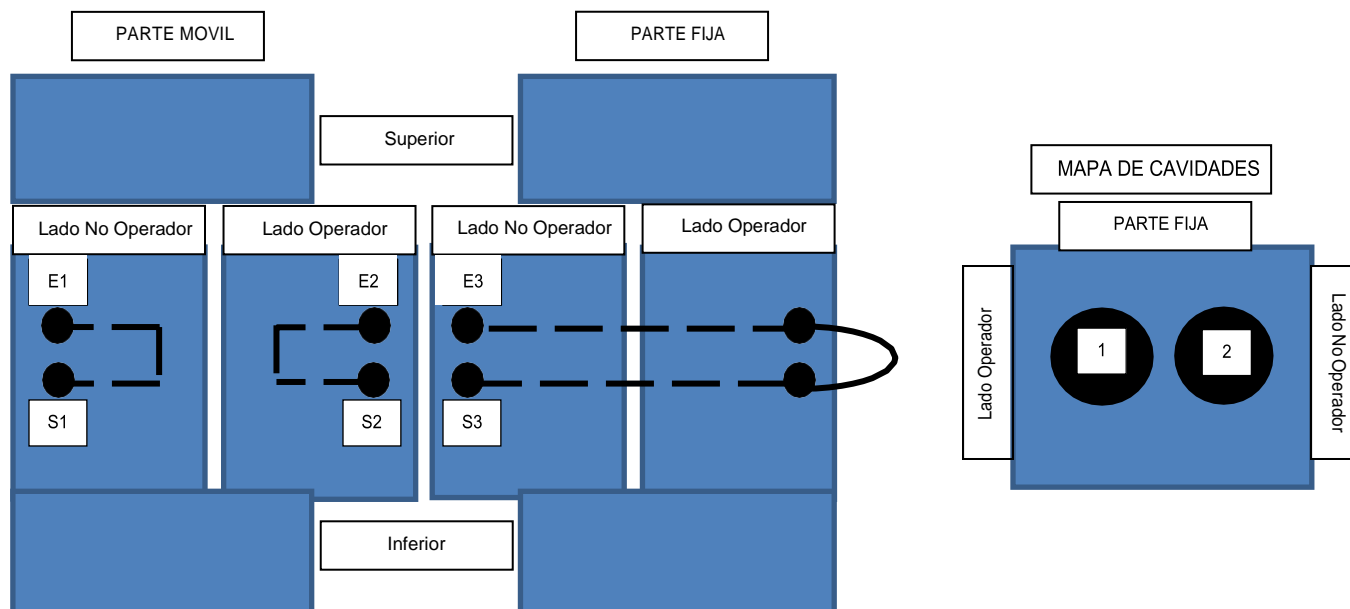 PARTE MOVIL
PARTE FIJA
Superior
MAPA DE CAVIDADES
PARTE FIJA
Lado No Operador
Lado Operador
Lado No Operador
Lado Operador
E1
E2
E3
S1
S2
S3
Lado Operador
1
2
Lado No Operador
Inferior